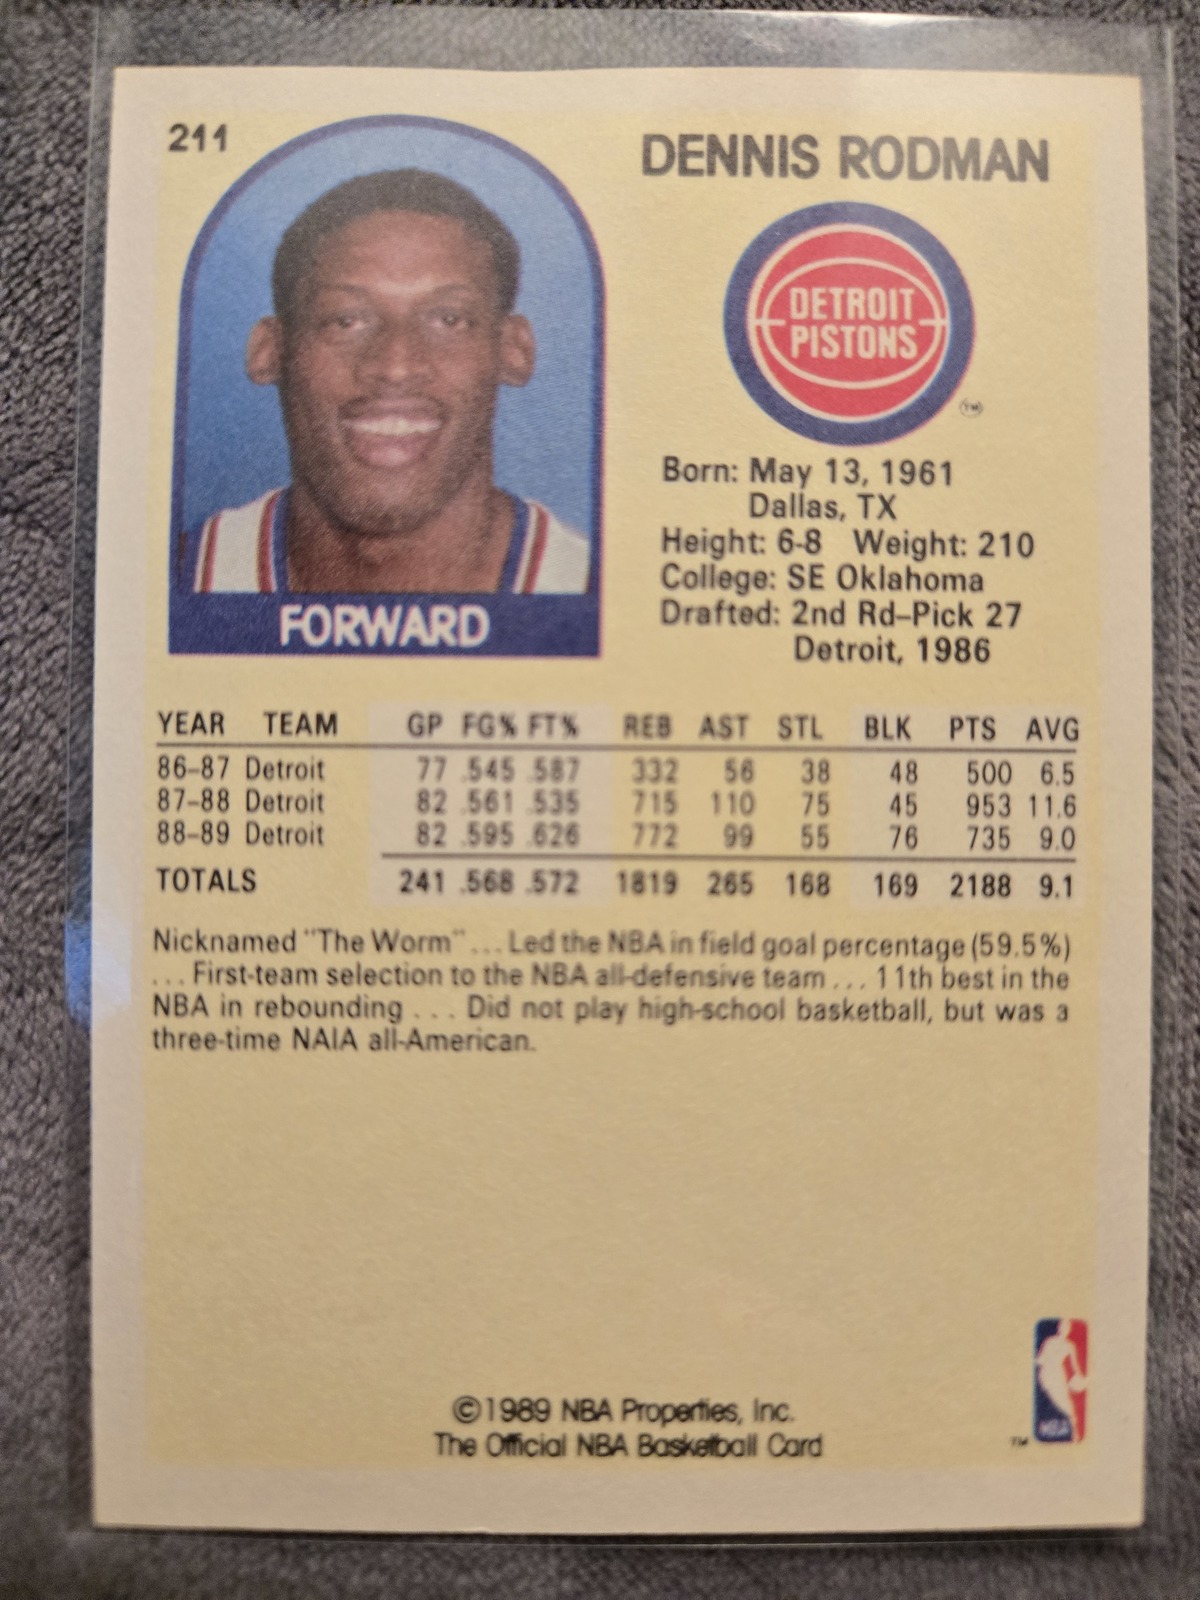 211
DENNIS RODMAN
DETROIT
PISTONS
TM
Born: May 13, 1961
Dallas, TX
Height: 6-8 Weight: 210
College: SE Oklahoma
Drafted: 2nd Rd–Pick 27
Detroit, 1986
FORWARD
YEAR TEAM GP FG% FT% REB AST STL BLK PTS AVG
86–87 Detroit 77 .545 .587 332 56 38 48 500 6.5
87–88 Detroit 82 .561 .535 715 110 75 45 953 11.6
88–89 Detroit 82 .595 .626 772 99 55 76 735 9.0
TOTALS 241 .568 .572 1819 265 168 169 2188 9.1
Nicknamed "The Worm" ... Led the NBA in field goal percentage (59.5%)
... First-team selection to the NBA all-defensive team ... 11th best in the
NBA in rebounding ... Did not play high-school basketball, but was a
three-time NAIA all-American.
©1989 NBA Properties, Inc.
The Official NBA Basketball Card
TM
NBA